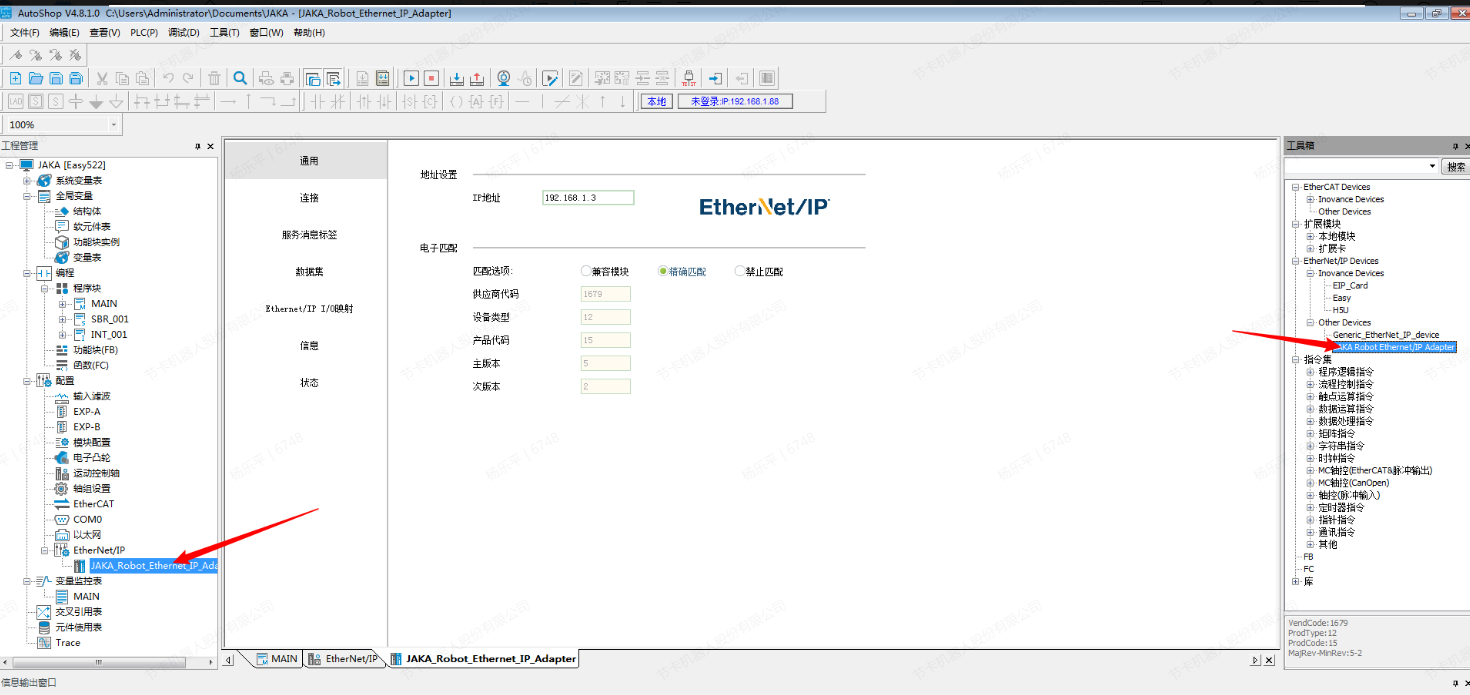 AutoShop V4.8.1.0  C:\Users\Administrator\Documents\JAKA - [JAKA_Robot_Ethernet_IP_Adapter]
文件(F) 编辑(E) 查看(V) PLC(P) 调试(D) 工具(T) 窗口(W) 帮助(H)
LAD
本地 未登录:IP:192.168.1.88
100%
工程管理
JAKA [Easy522]
系统变量表
全局变量
结构体
软元件表
功能块实例
变量表
编程
程序块
MAIN
SBR_001
INT_001
功能块(FB)
函数(FC)
配置
输入滤波
EXP-A
EXP-B
模块配置
电子凸轮
运动控制轴
轴组设置
EtherCAT
COM0
以太网
EtherNet/IP
JAKA_Robot_Ethernet_IP_Ada
变量监控表
MAIN
交叉引用表
元件使用表
Trace
通用
连接
服务消息标签
数据集
Ethernet/IP I/O映射
信息
状态
地址设置
IP地址 192.168.1.3
EtherNet/IP
电子匹配
匹配选项: 兼容模块 精确匹配 禁止匹配
供应商代码 1679
设备类型 12
产品代码 15
主版本 5
次版本 2
MAIN EtherNet/IP JAKA_Robot_Ethernet_IP_Adapter
工具箱
搜索
EtherCAT Devices
Inovance Devices
Other Devices
扩展模块
本地模块
扩展卡
EtherNet/IP Devices
Inovance Devices
EIP_Card
Easy
H5U
Other Devices
Generic_EtherNet_IP_device
JAKA Robot Ethernet/IP Adapter
指令集
程序逻辑指令
流程控制指令
触点运算指令
数据运算指令
数据处理指令
矩阵指令
字符串指令
时钟指令
MC轴控(EtherCAT&脉冲输出)
MC轴控(CanOpen)
轴控(脉冲输入)
定时器指令
指针指令
通讯指令
其他
FB
FC
库
VendCode:1679
ProdType:12
ProdCode:15
MajRev-MinRev:5-2
信息输出窗口